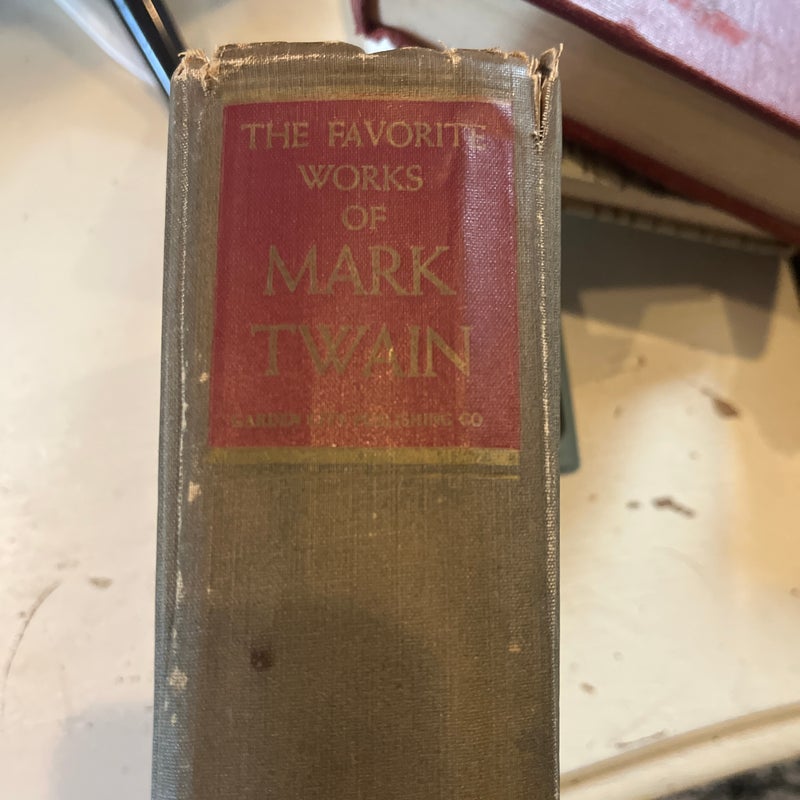 THE FAVORITE
WORKS
OF
MARK
TWAIN
GARDEN CITY PUBLISHING CO